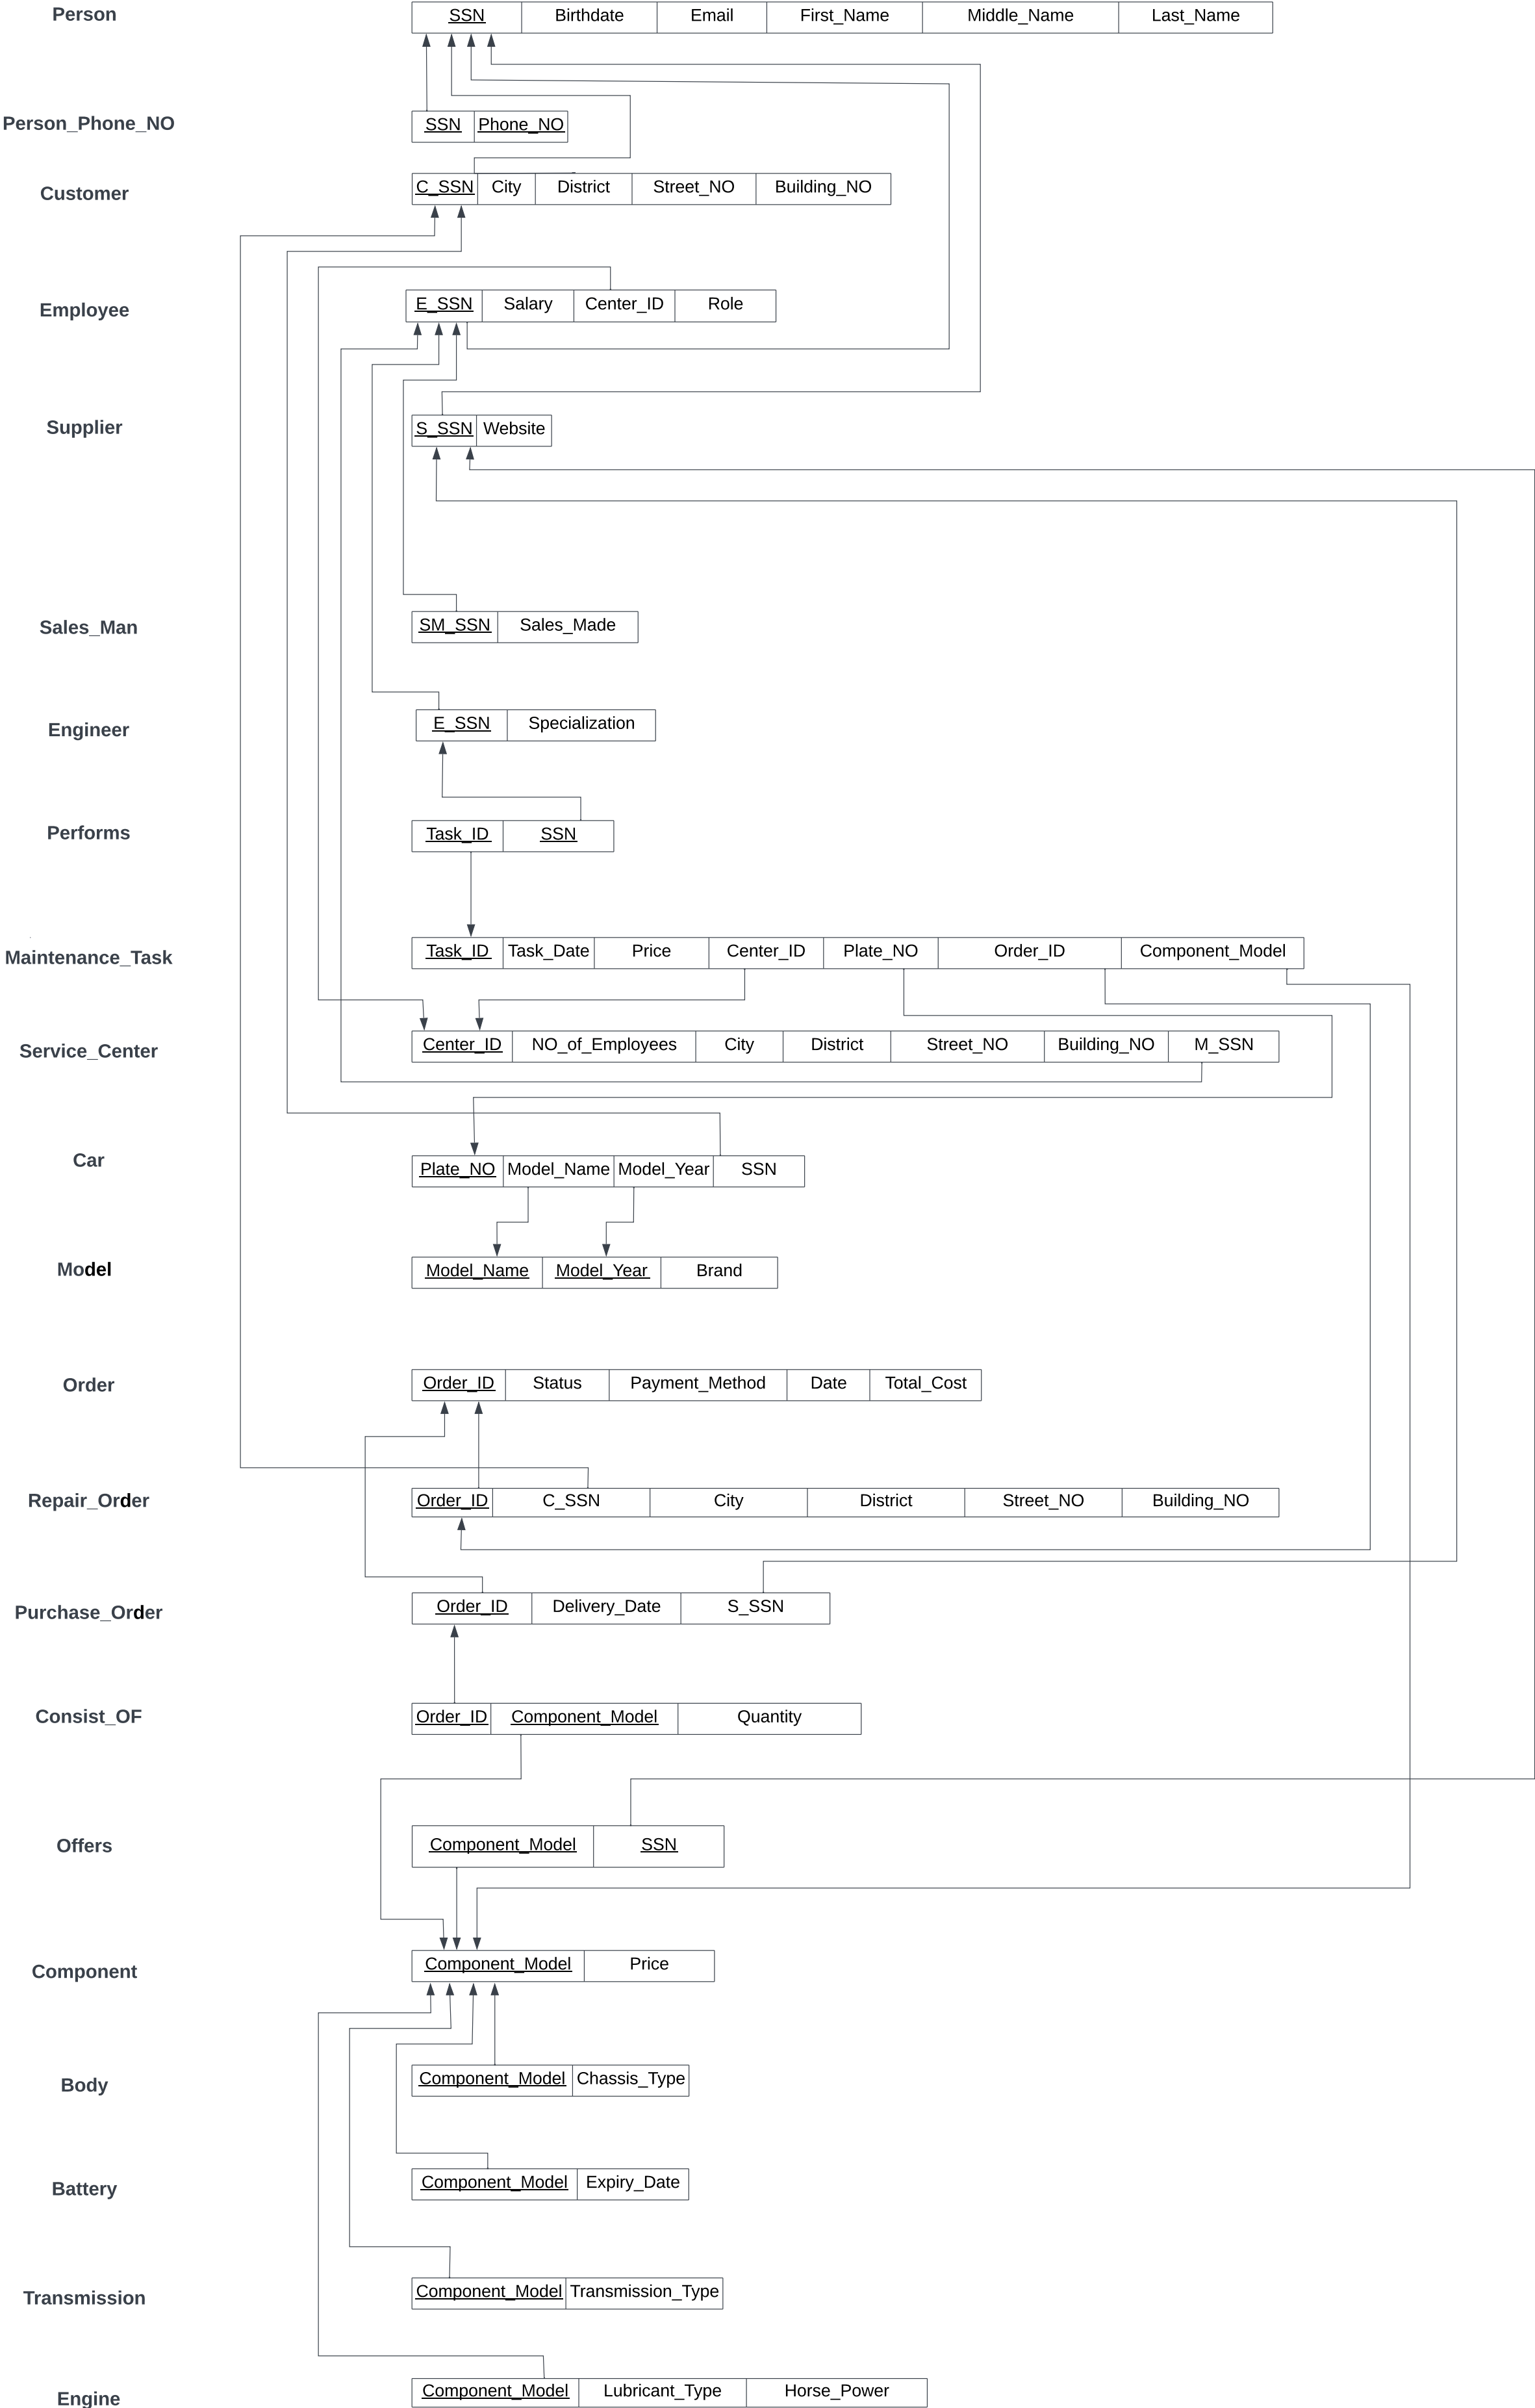 Person
SSN Birthdate Email First_Name Middle_Name Last_Name
Person_Phone_NO
SSN Phone_NO
Customer
C_SSN City District Street_NO Building_NO
Employee
E_SSN Salary Center_ID Role
Supplier
S_SSN Website
Sales_Man
SM_SSN Sales_Made
Engineer
E_SSN Specialization
Performs
Task_ID SSN
Maintenance_Task
Task_ID Task_Date Price Center_ID Plate_NO Order_ID Component_Model
Service_Center
Center_ID NO_of_Employees City District Street_NO Building_NO M_SSN
Car
Plate_NO Model_Name Model_Year SSN
Model
Model_Name Model_Year Brand
Order
Order_ID Status Payment_Method Date Total_Cost
Repair_Order
Order_ID C_SSN City District Street_NO Building_NO
Purchase_Order
Order_ID Delivery_Date S_SSN
Consist_OF
Order_ID Component_Model Quantity
Offers
Component_Model SSN
Component
Component_Model Price
Body
Component_Model Chassis_Type
Battery
Component_Model Expiry_Date
Transmission
Component_Model Transmission_Type
Engine
Component_Model Lubricant_Type Horse_Power